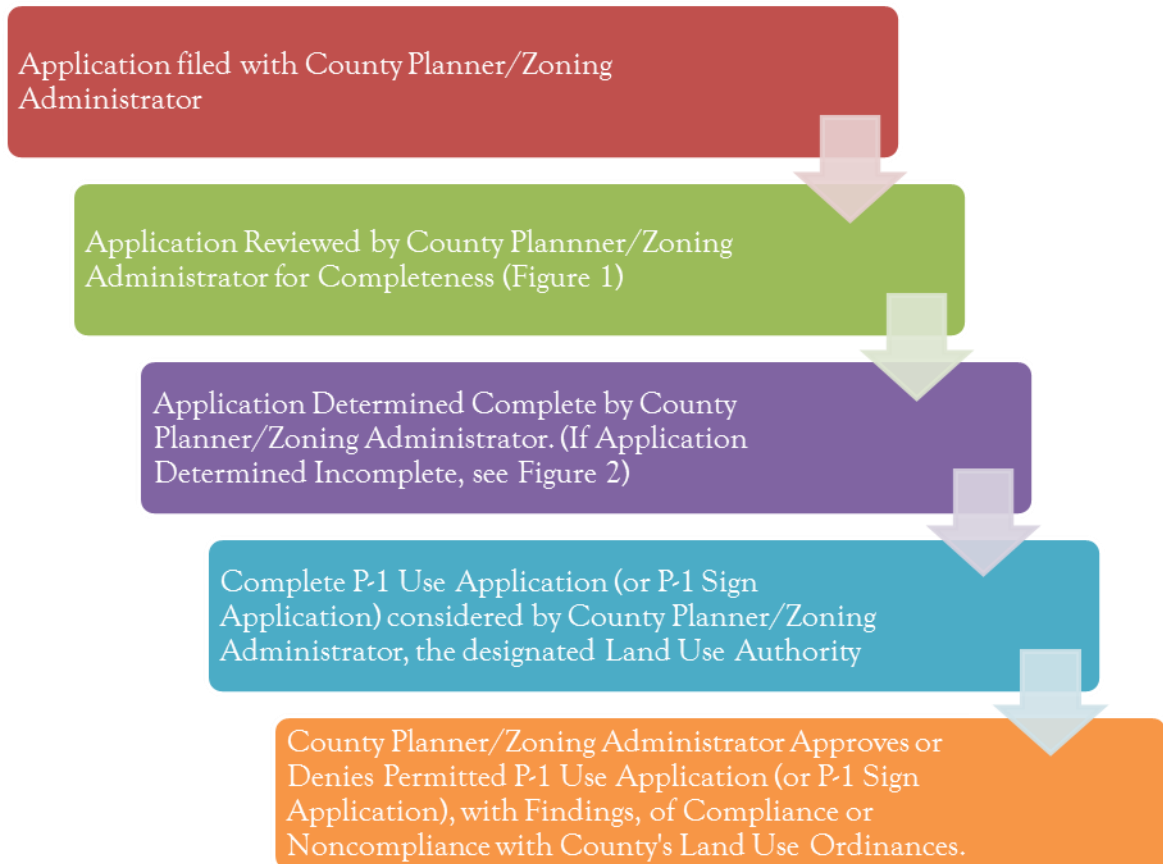 Application filed with County Planner/Zoning
Administrator
Application Reviewed by County Plannner/Zoning
Administrator for Completeness (Figure 1)
Application Determined Complete by County
Planner/Zoning Administrator. (If Application
Determined Incomplete, see Figure 2)
Complete P-1 Use Application (or P-1 Sign
Application) considered by County Planner/Zoning
Administrator, the designated Land Use Authority
County Planner/Zoning Administrator Approves or
Denies Permitted P-1 Use Application (or P-1 Sign
Application), with Findings, of Compliance or
Noncompliance with County's Land Use Ordinances.